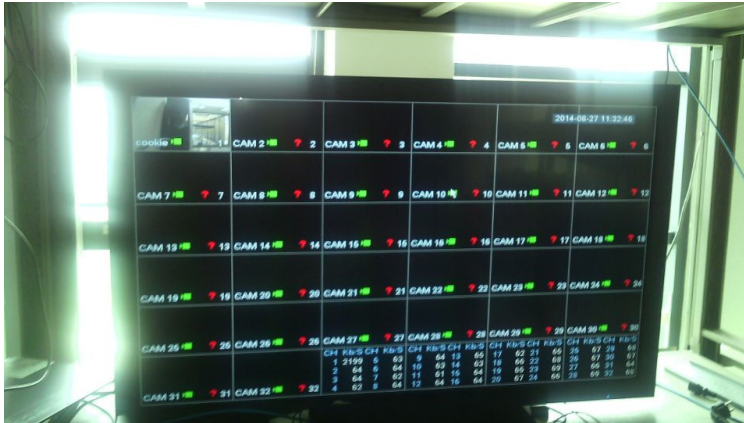 2014-08-27 11:32:46
cookie 1
CAM 2 ? 2
CAM 3 ? 3
CAM 4 ? 4
CAM 5 ? 5
CAM 6 ? 6
CAM 7 ? 7
CAM 8 ? 8
CAM 9 ? 9
CAM 10 ? 10
CAM 11 ? 11
CAM 12 ? 12
CAM 13 ? 13
CAM 14 ? 14
CAM 15 ? 15
CAM 16 ? 16
CAM 17 ? 17
CAM 18 ? 18
CAM 19 ? 19
CAM 20 ? 20
CAM 21 ? 21
CAM 22 ? 22
CAM 23 ? 23
CAM 24 ? 24
CAM 25 ? 25
CAM 26 ? 26
CAM 27 ? 27
CAM 28 ? 28
CAM 29 ? 29
CAM 30 ? 30
CAM 31 ? 31
CAM 32 ? 32
CH Kb/S CH Kb/S CH Kb/S CH Kb/S CH Kb/S CH Kb/S CH Kb/S CH Kb/S
1 2199 5 63 9 64 13 65 17 62 21 66 25 67 29
2 64 6 64 10 63 14 63 18 66 22 68 26 67 30
3 64 7 62 11 61 15 64 19 66 23 69 27 66 31
4 62 8 64 12 64 16 64 20 67 24 66 28 69 32